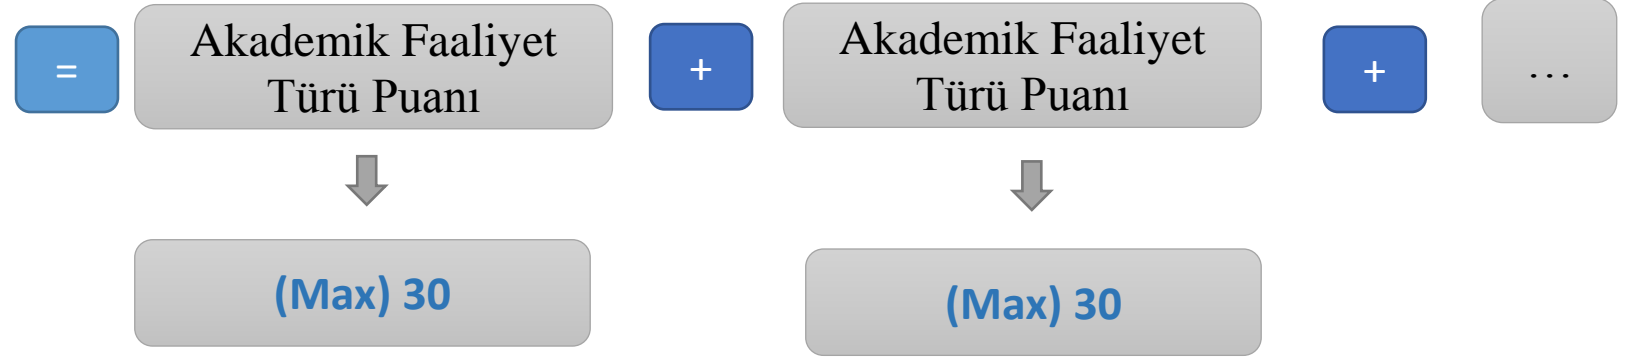 =
Akademik Faaliyet
Türü Puanı
+
Akademik Faaliyet
Türü Puanı
+
...
(Max) 30
(Max) 30